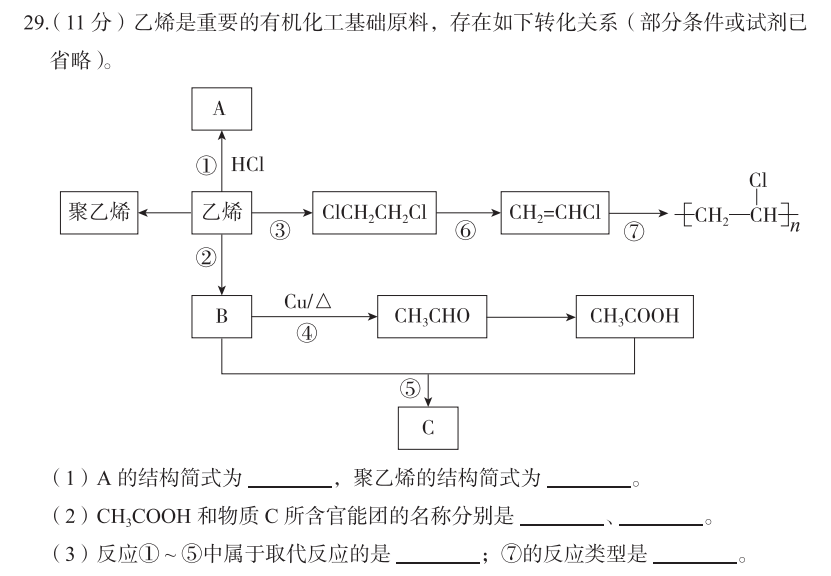 29.（11 分）乙烯是重要的有机化工基础原料，存在如下转化关系（部分条件或试剂已
省略）。
A
① HCl
Cl
聚乙烯 乙烯 ③ ClCH₂CH₂Cl ⑥ CH₂=CHCl ⑦ ─[CH₂—CH]─n
②
B Cu/△ ④ CH₃CHO CH₃COOH
⑤
C
（1）A 的结构简式为 ________，聚乙烯的结构简式为 ________。
（2）CH₃COOH 和物质 C 所含官能团的名称分别是 ________、________。
（3）反应① ~ ⑤中属于取代反应的是 ________；⑦的反应类型是 ________。